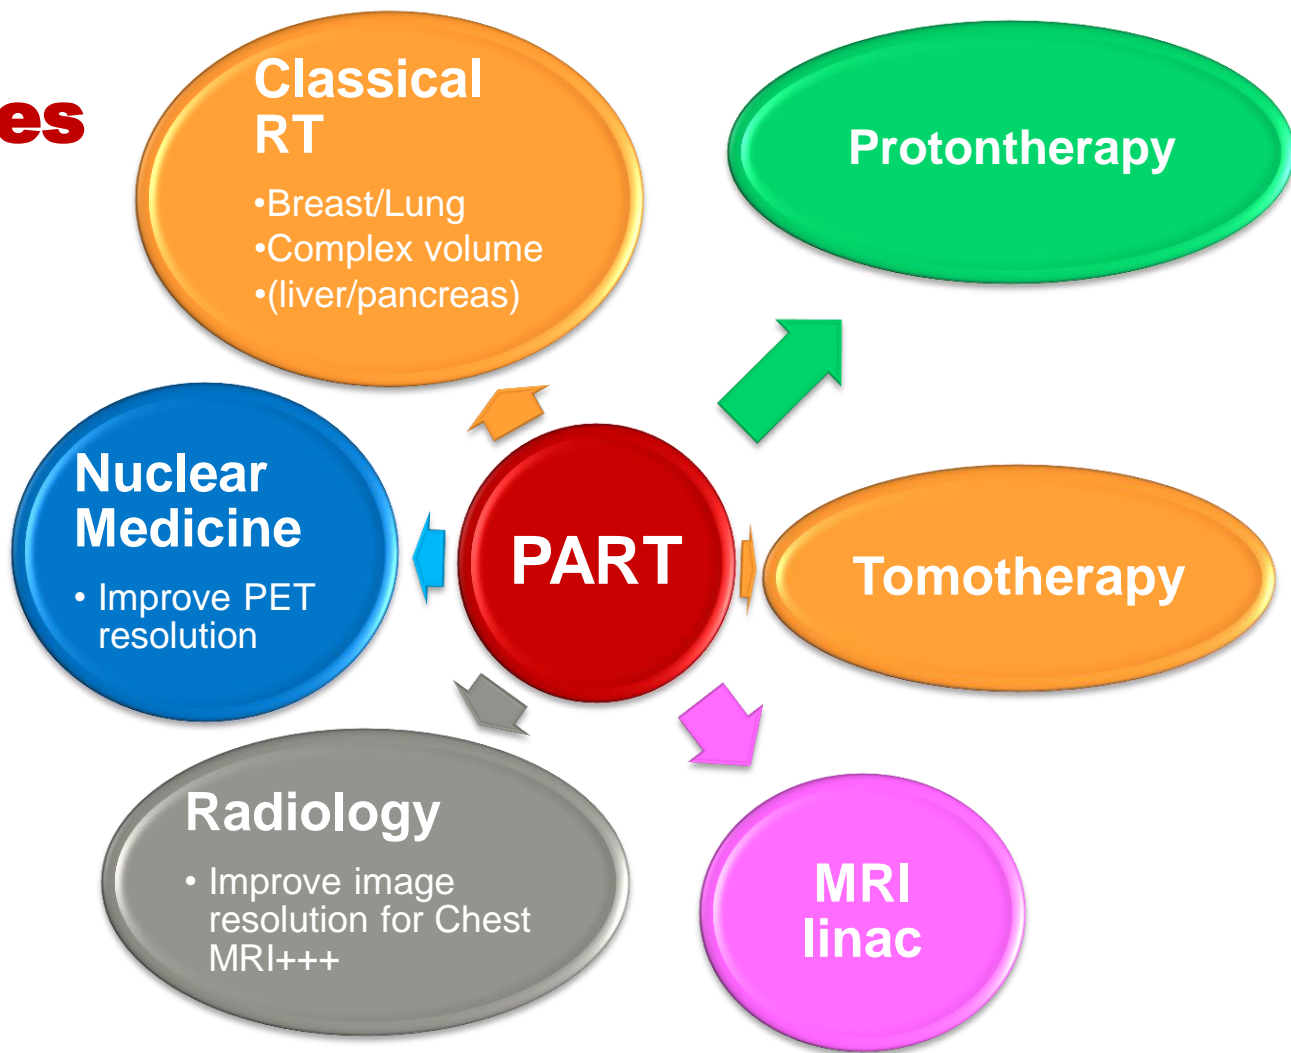 es
Classical
RT
•Breast/Lung
•Complex volume
•(liver/pancreas)
Protontherapy
Nuclear
Medicine
• Improve PET
resolution
PART
Tomotherapy
Radiology
• Improve image
resolution for Chest
MRI+++
MRI
linac